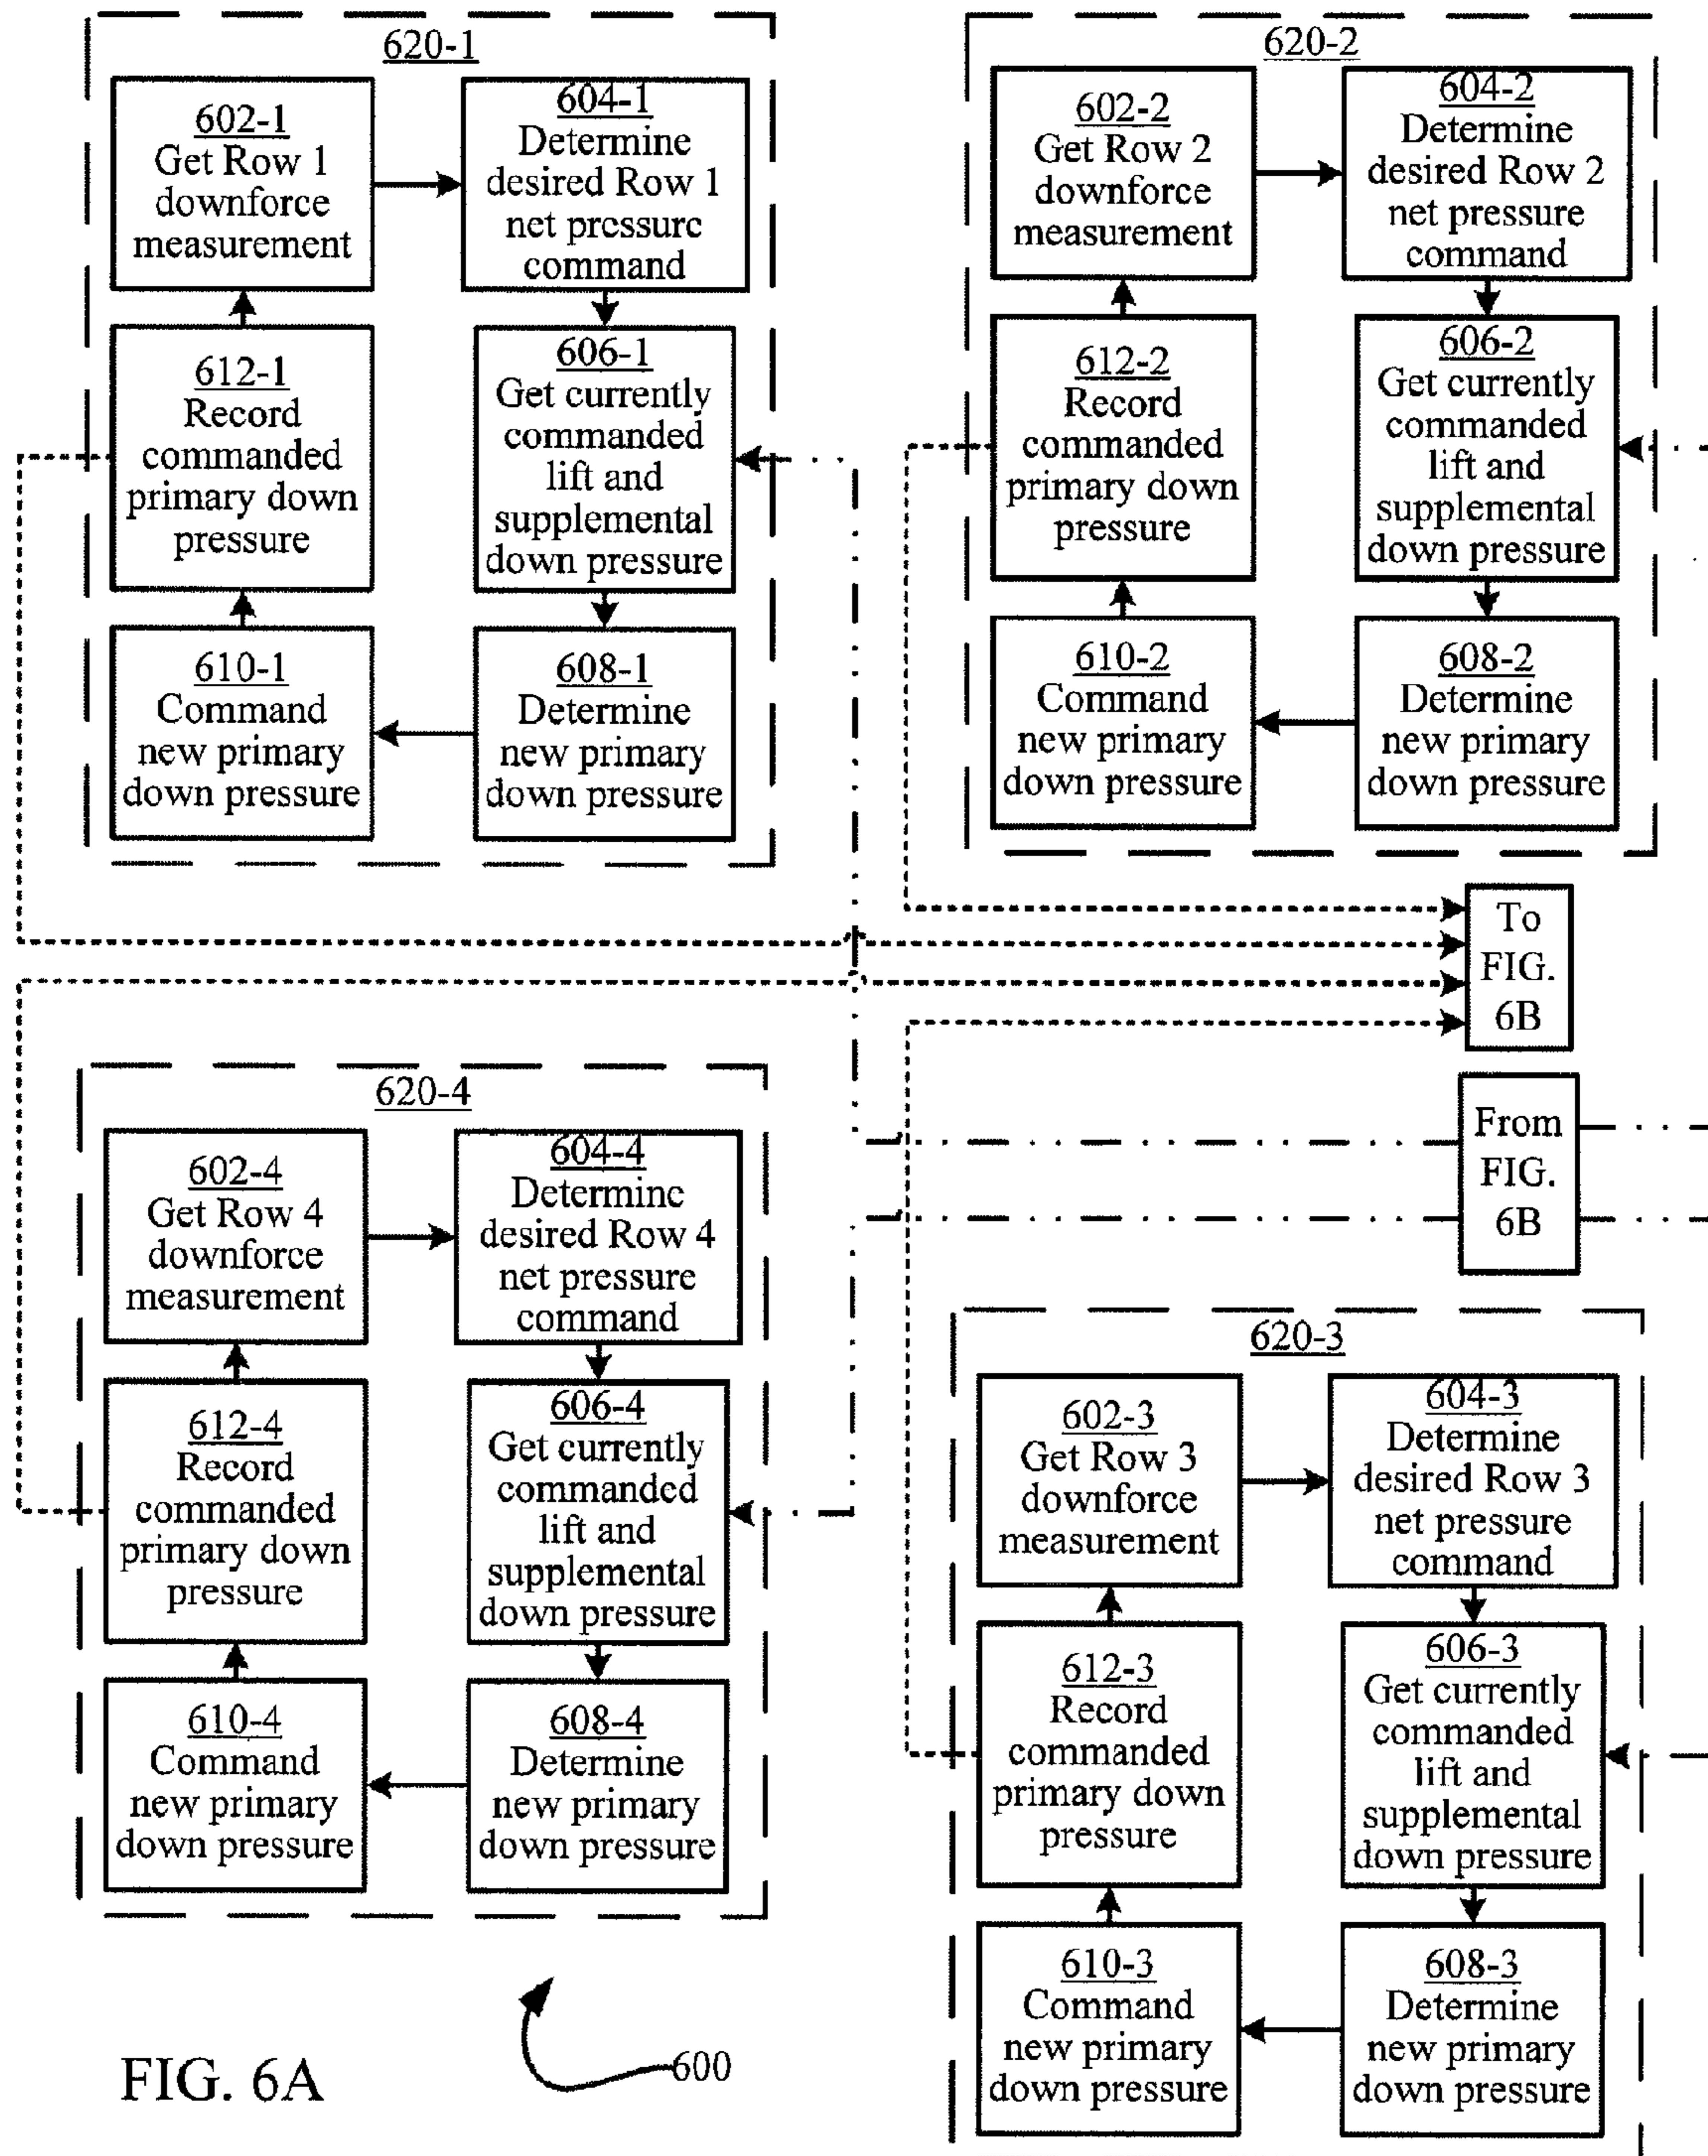 620-1
602-1
Get Row 1
downforce
measurement
604-1
Determine
desired Row 1
net pressure
command
612-1
Record
commanded
primary down
pressure
606-1
Get currently
commanded
lift and
supplemental
down pressure
610-1
Command
new primary
down pressure
608-1
Determine
new primary
down pressure
620-2
602-2
Get Row 2
downforce
measurement
604-2
Determine
desired Row 2
net pressure
command
612-2
Record
commanded
primary down
pressure
606-2
Get currently
commanded
lift and
supplemental
down pressure
610-2
Command
new primary
down pressure
608-2
Determine
new primary
down pressure
To
FIG.
6B
From
FIG.
6B
620-4
602-4
Get Row 4
downforce
measurement
604-4
Determine
desired Row 4
net pressure
command
612-4
Record
commanded
primary down
pressure
606-4
Get currently
commanded
lift and
supplemental
down pressure
610-4
Command
new primary
down pressure
608-4
Determine
new primary
down pressure
620-3
602-3
Get Row 3
downforce
measurement
604-3
Determine
desired Row 3
net pressure
command
612-3
Record
commanded
primary down
pressure
606-3
Get currently
commanded
lift and
supplemental
down pressure
610-3
Command
new primary
down pressure
608-3
Determine
new primary
down pressure
FIG. 6A
600